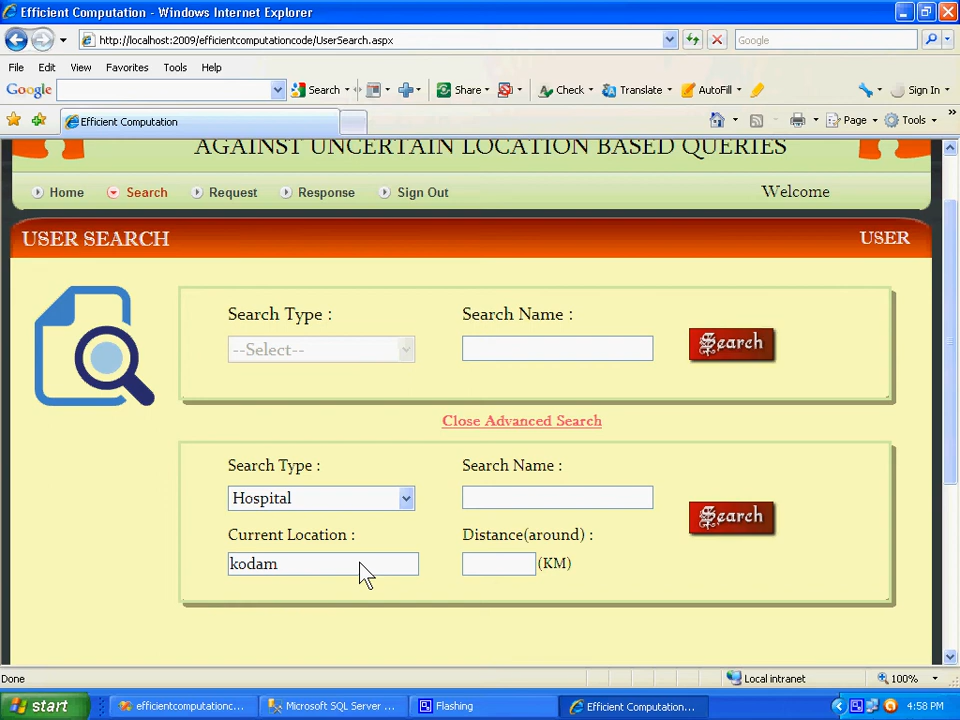 Efficient Computation - Windows Internet Explorer
http://localhost:2009/efficientcomputationcode/UserSearch.aspx
Google
File Edit View Favorites Tools Help
Google Search Share Check Translate AutoFill Sign In
Efficient Computation Page Tools
AGAINST UNCERTAIN LOCATION BASED QUERIES
Home Search Request Response Sign Out Welcome
USER SEARCH USER
Search Type : Search Name :
--Select-- Search
Close Advanced Search
Search Type : Search Name :
Hospital Search
Current Location : Distance(around) :
kodam (KM)
Done Local intranet 100%
start efficientcomputationc... Microsoft SQL Server ... Flashing Efficient Computation... 4:58 PM